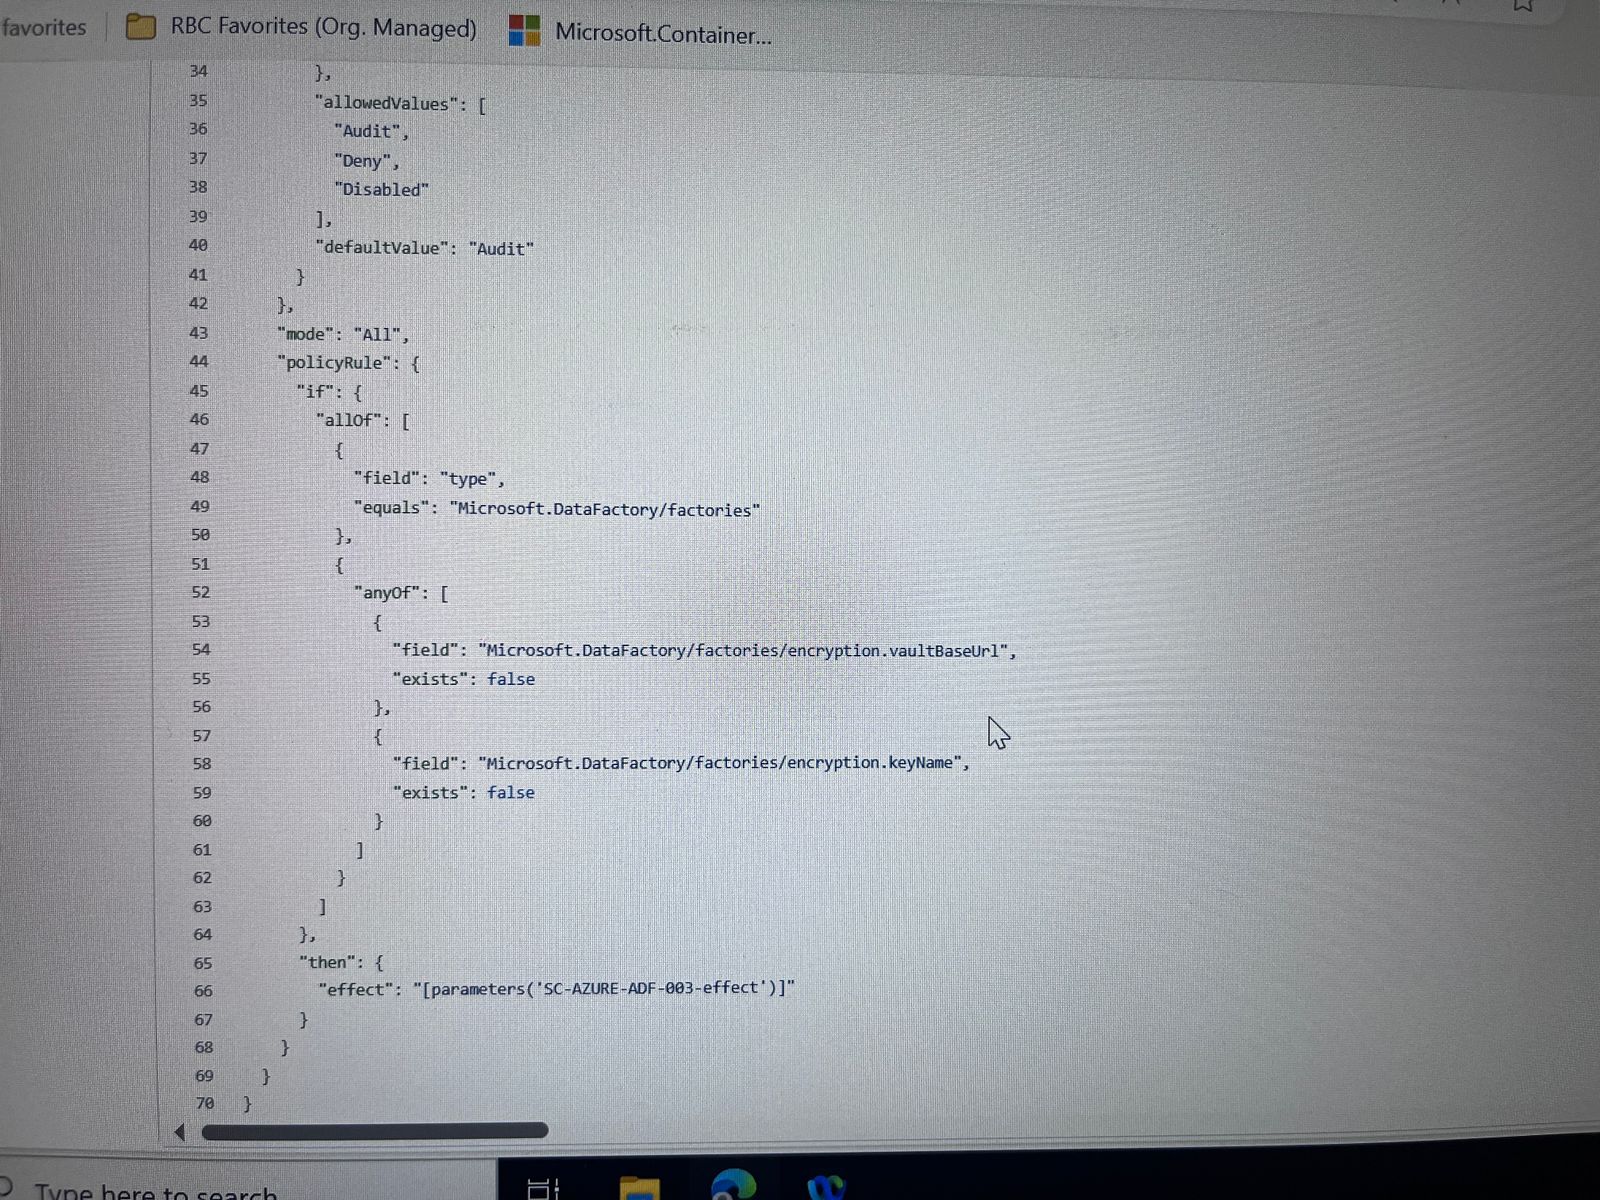 favorites
RBC Favorites (Org. Managed)
Microsoft.Container...
34 },
35 "allowedValues": [
36 "Audit",
37 "Deny",
38 "Disabled"
39 ],
40 "defaultValue": "Audit"
41 }
42 },
43 "mode": "All",
44 "policyRule": {
45 "if": {
46 "allOf": [
47 {
48 "field": "type",
49 "equals": "Microsoft.DataFactory/factories"
50 },
51 {
52 "anyOf": [
53 {
54 "field": "Microsoft.DataFactory/factories/encryption.vaultBaseUrl",
55 "exists": false
56 },
57 {
58 "field": "Microsoft.DataFactory/factories/encryption.keyName",
59 "exists": false
60 }
61 ]
62 }
63 ]
64 },
65 "then": {
66 "effect": "[parameters('SC-AZURE-ADF-003-effect')]"
67 }
68 }
69 }
70 }
Type here to search